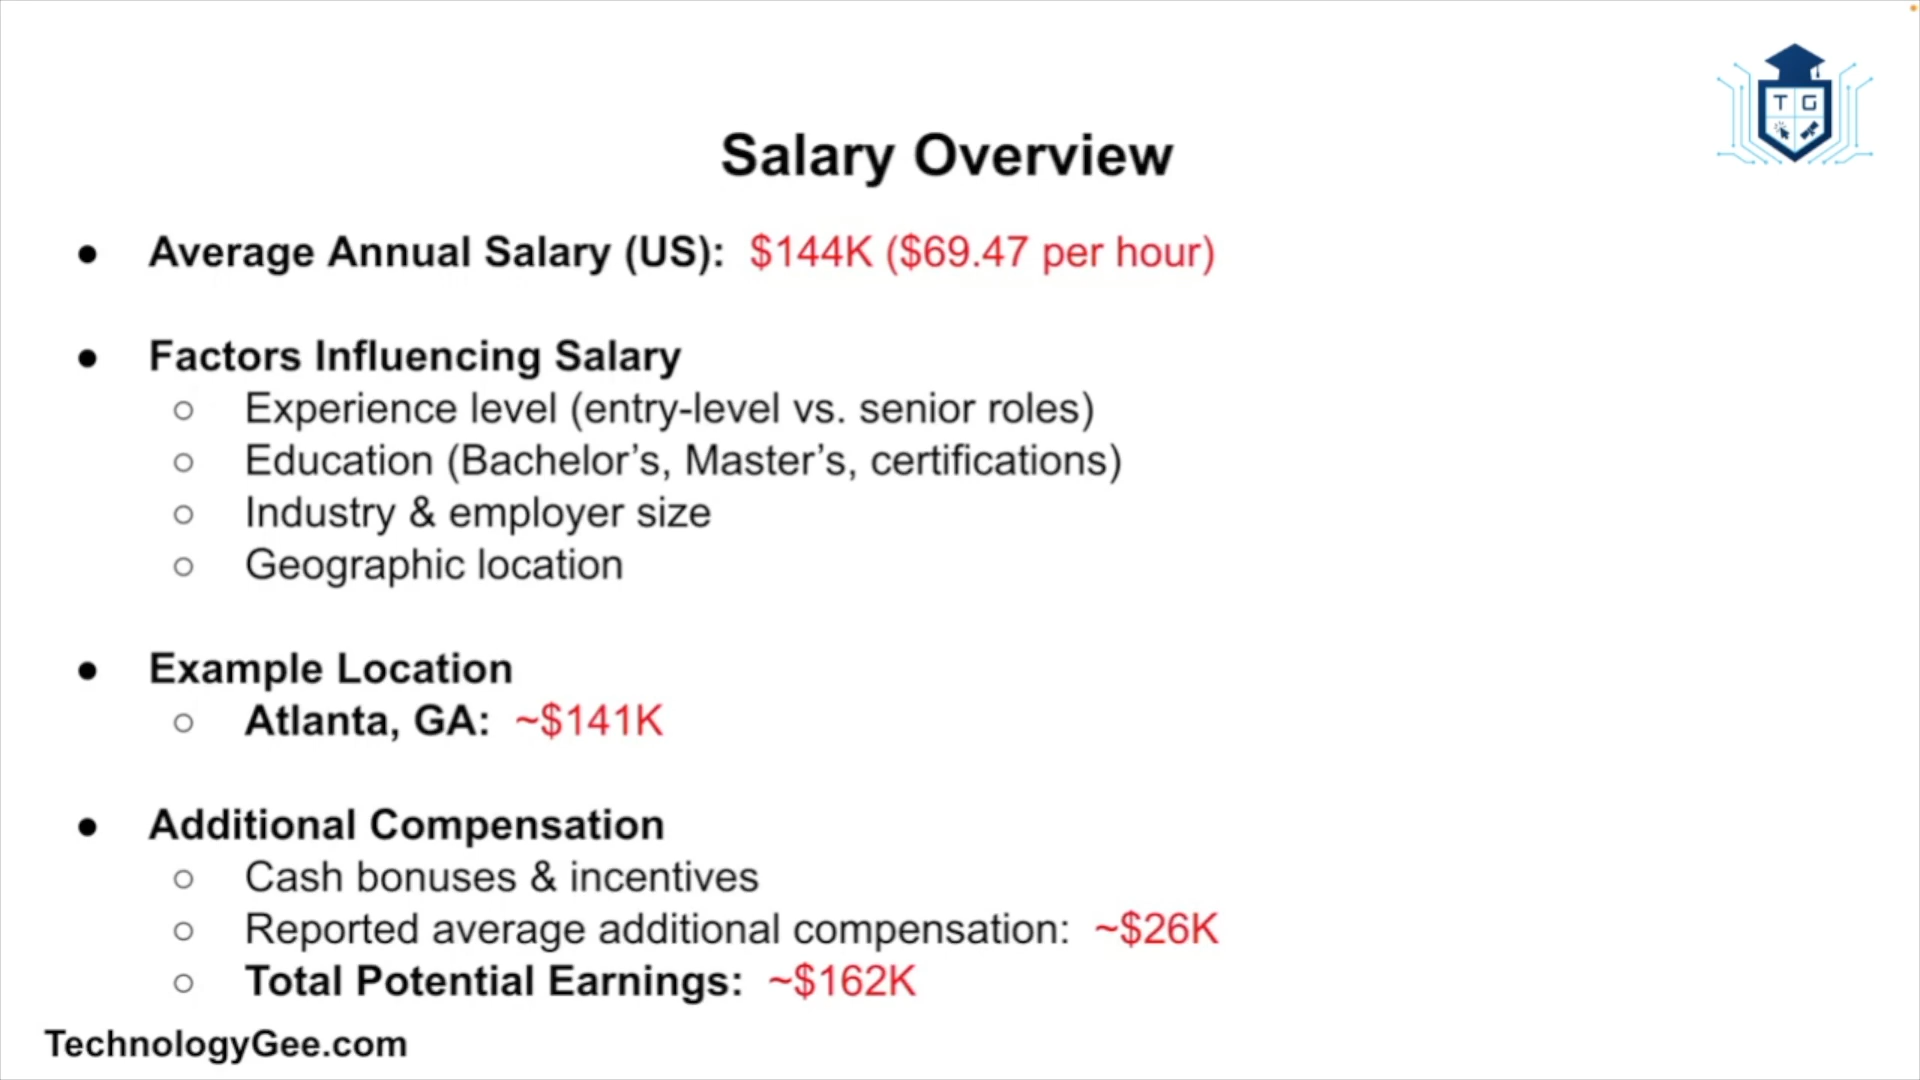 T G
Salary Overview
● Average Annual Salary (US): $144K ($69.47 per hour)
● Factors Influencing Salary
○ Experience level (entry-level vs. senior roles)
○ Education (Bachelor’s, Master’s, certifications)
○ Industry & employer size
○ Geographic location
● Example Location
○ Atlanta, GA: ~$141K
● Additional Compensation
○ Cash bonuses & incentives
○ Reported average additional compensation: ~$26K
○ Total Potential Earnings: ~$162K
TechnologyGee.com